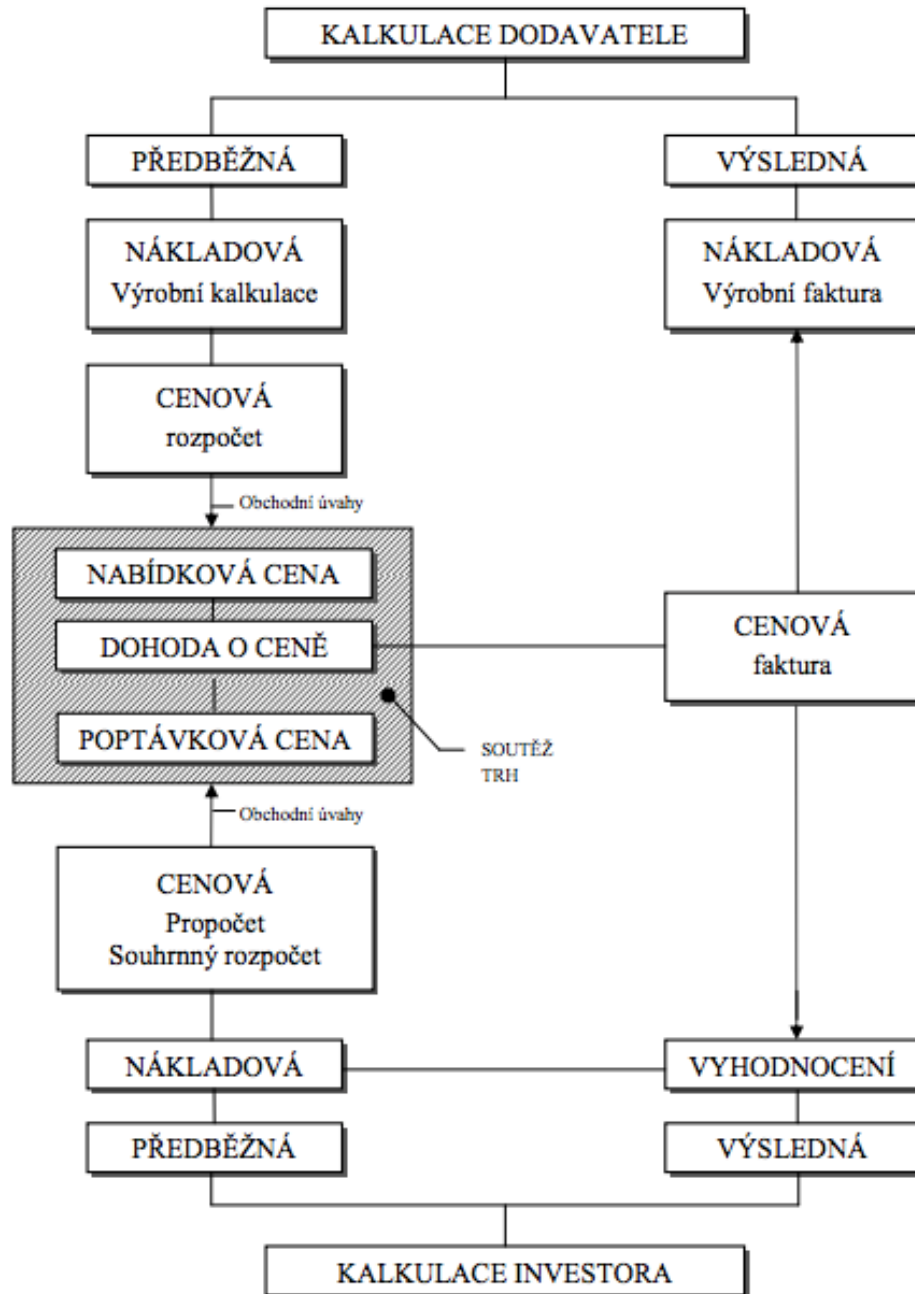 KALKULACE DODAVATELE
PŘEDBĚŽNÁ
VÝSLEDNÁ
NÁKLADOVÁ
Výrobní kalkulace
NÁKLADOVÁ
Výrobní faktura
CENOVÁ
rozpočet
Obchodní úvahy
NABÍDKOVÁ CENA
DOHODA O CENĚ
POPTÁVKOVÁ CENA
CENOVÁ
faktura
SOUTĚŽ
TRH
Obchodní úvahy
CENOVÁ
Propočet
Souhrnný rozpočet
NÁKLADOVÁ
VYHODNOCENÍ
PŘEDBĚŽNÁ
VÝSLEDNÁ
KALKULACE INVESTORA